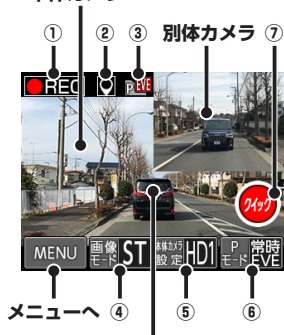 ① ② ③ 別体カメラ ⑦
REC P EVE
クイック
MENU 画像モード ST 本体カメラ設定 HD1 Pモード 常時EVE
メニューへ ④ ⑤ ⑥